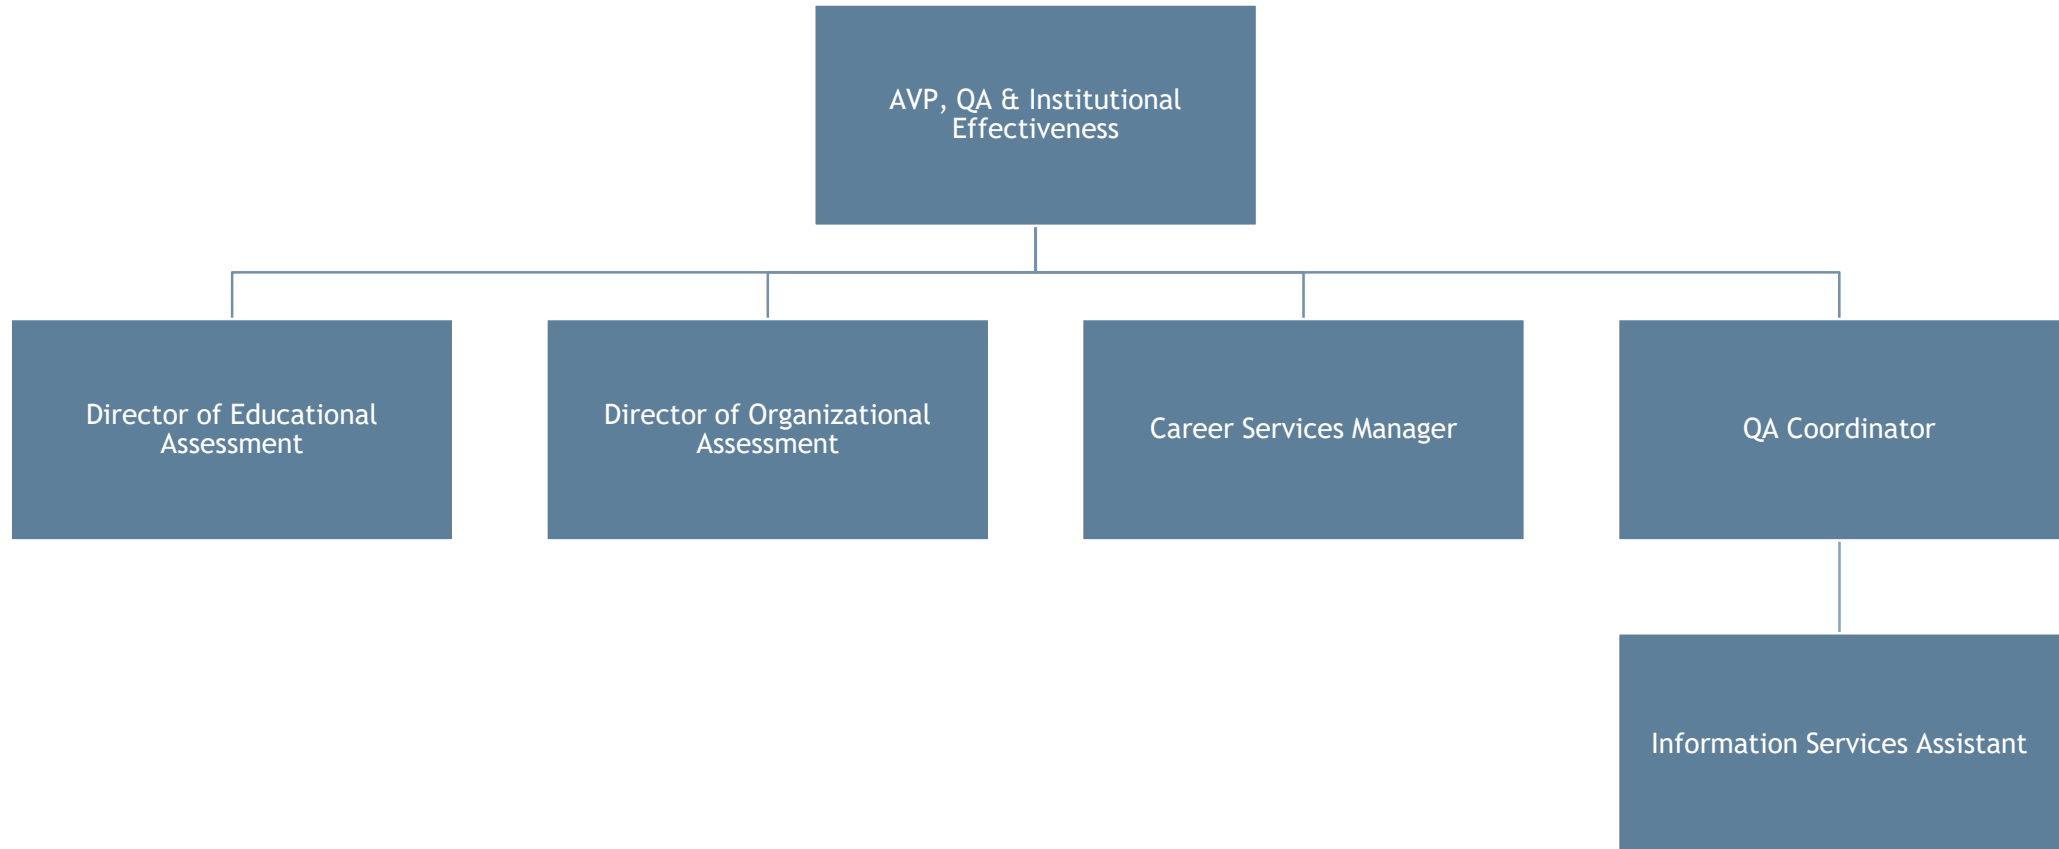 AVP, QA & Institutional
Effectiveness
Director of Educational
Assessment
Director of Organizational
Assessment
Career Services Manager
QA Coordinator
Information Services Assistant